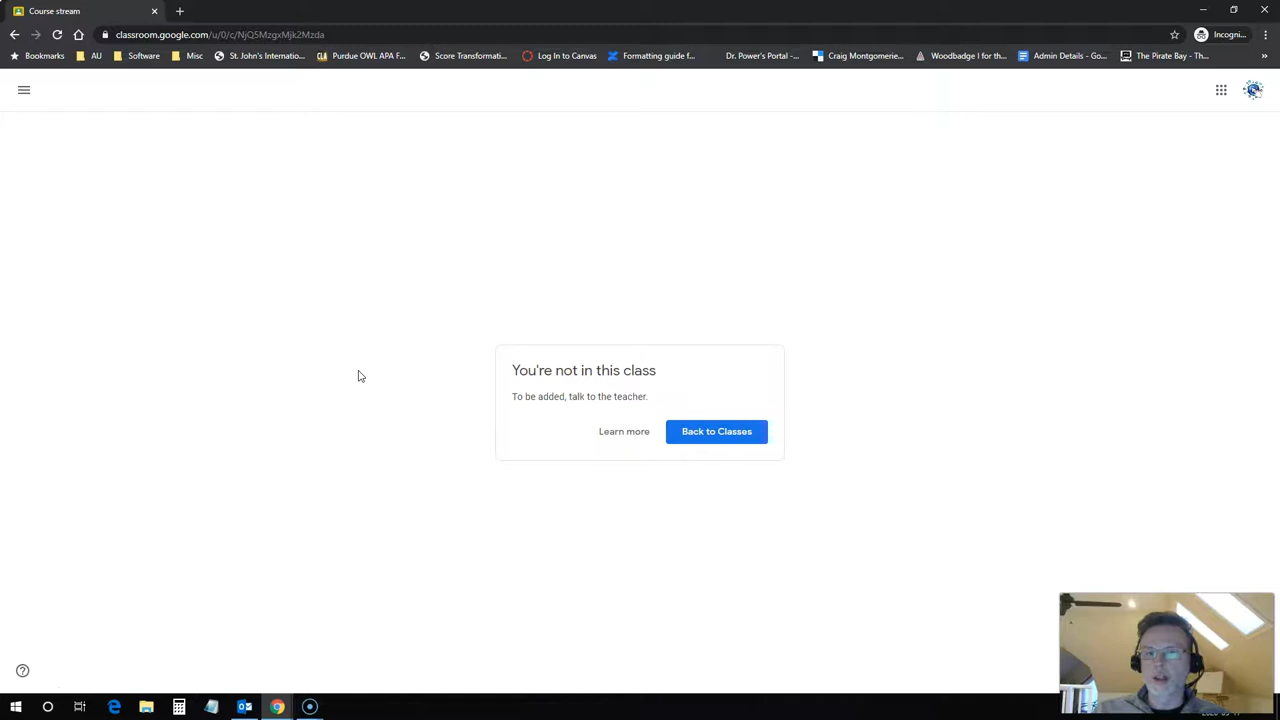 Course stream
classroom.google.com/u/0/c/NjQ5MzgxMjk2Mzda
Incogni...
Bookmarks AU Software Misc St. John's Internatio... Purdue OWL APA F... Score Transformati... Log In to Canvas Formatting guide f... Dr. Power's Portal -... Craig Montgomerie... Woodbadge I for th... Admin Details - Go... The Pirate Bay - Th... »
You're not in this class
To be added, talk to the teacher.
Learn more Back to Classes